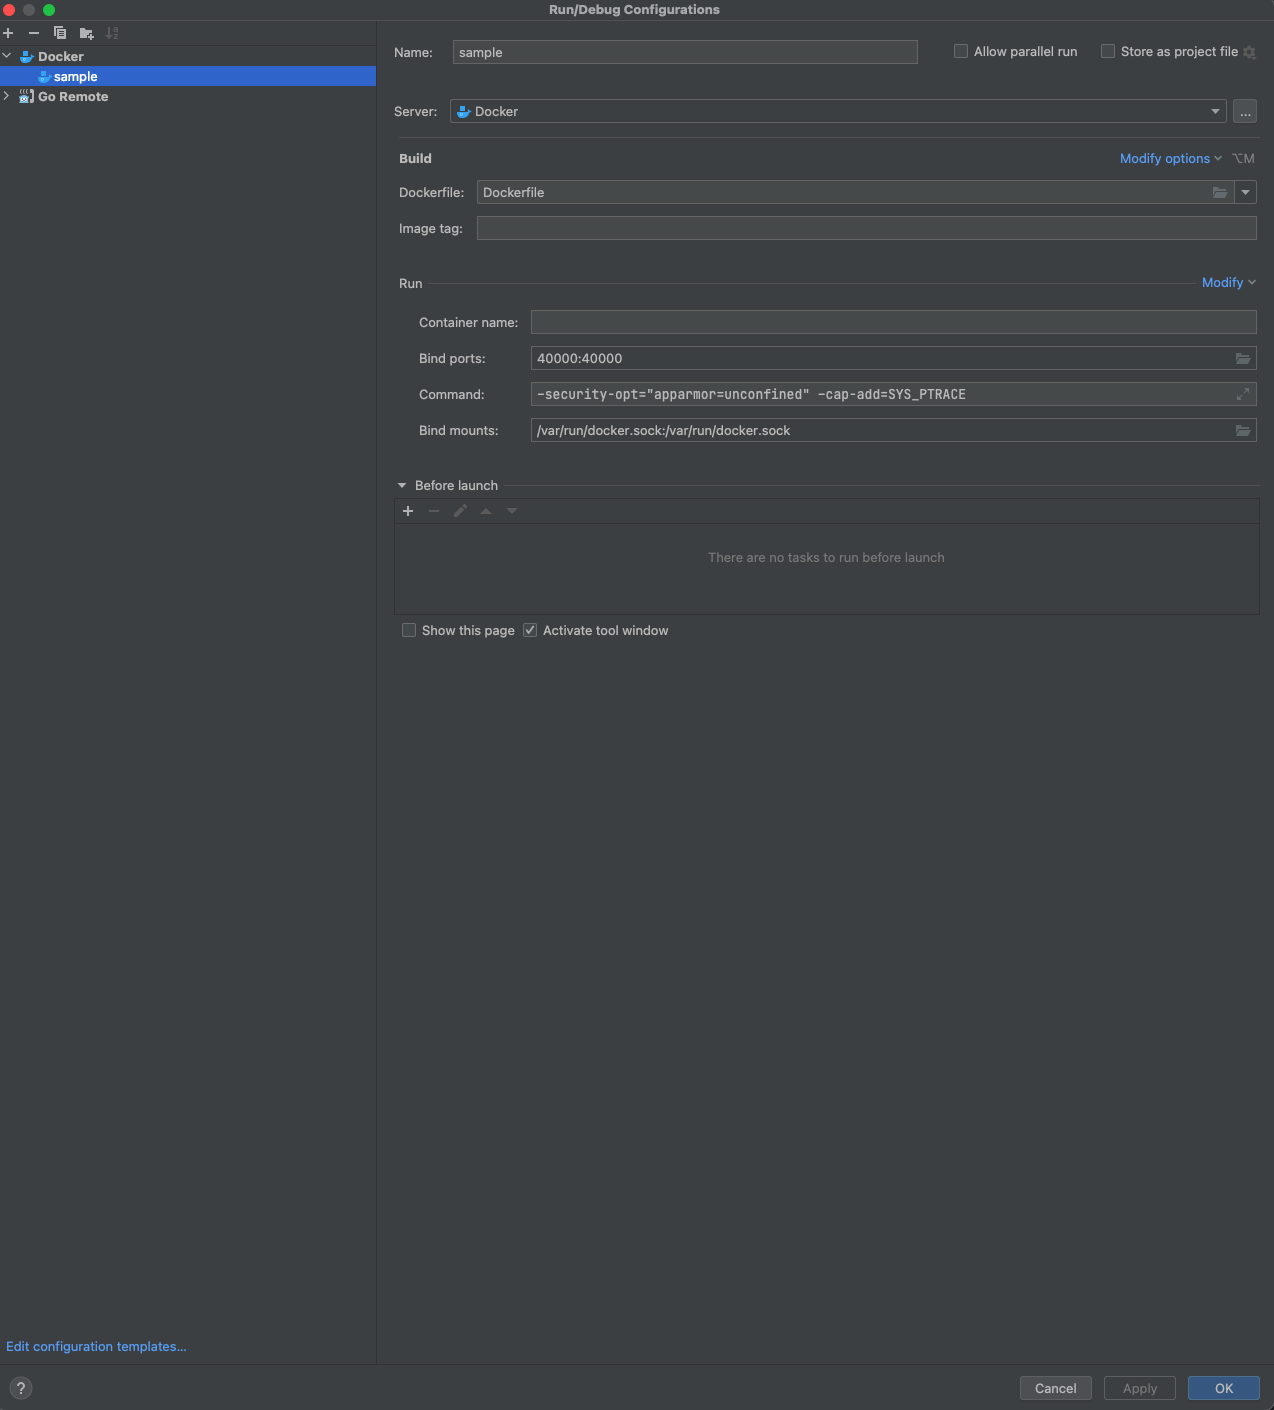 Run/Debug Configurations
Docker
sample
Go Remote
Name: sample
Allow parallel run
Store as project file
Server: Docker
...
Build
Modify options ⌥M
Dockerfile: Dockerfile
Image tag:
Run
Modify
Container name:
Bind ports: 40000:40000
Command: -security-opt="apparmor=unconfined" -cap-add=SYS_PTRACE
Bind mounts: /var/run/docker.sock:/var/run/docker.sock
Before launch
There are no tasks to run before launch
Show this page Activate tool window
Edit configuration templates...
? Cancel Apply OK